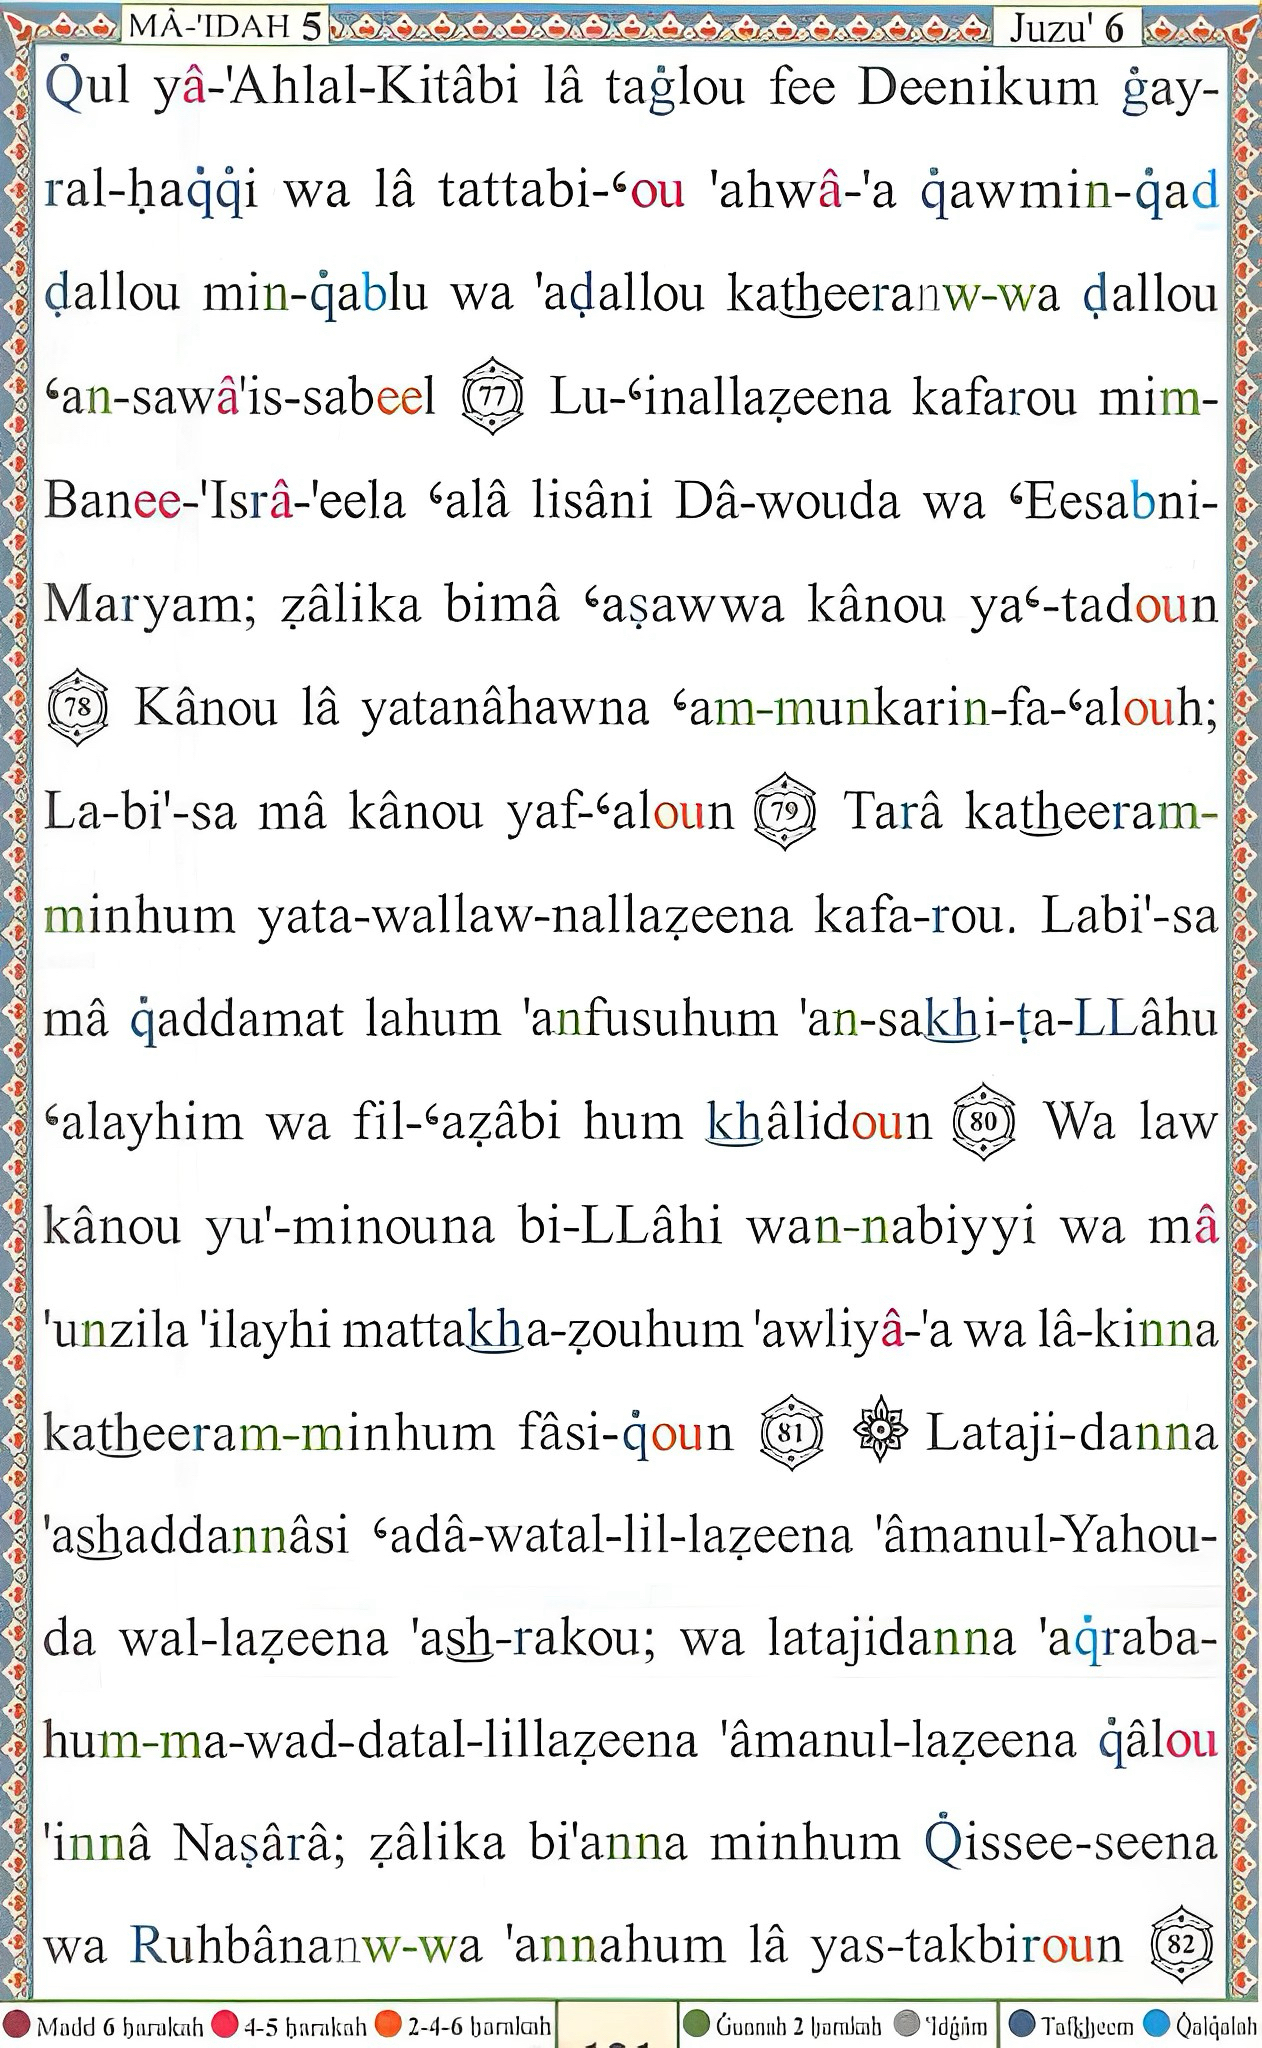 MÂ-'IDAH 5 Juzu' 6
Q̇ul yâ-'Ahlal-Kitâbi lâ taġlou fee Deenikum ġay-
ral-ḥaq̇q̇i wa lâ tattabi-ʻou 'ahwâ-'a q̇awmin-q̇ad
ḍallou min-q̇ablu wa 'aḍallou katheeranw-wa ḍallou
ʻan-sawâ'is-sabeel 77 Lu-ʻinallaẓeena kafarou mim-
Banee-'Isrâ-'eela ʻalâ lisâni Dâ-wouda wa ʻEesabni-
Maryam; ẓâlika bimâ ʻaṣawwa kânou yaʻ-tadoun
78 Kânou lâ yatanâhawna ʻam-munkarin-fa-ʻalouh;
La-bi'-sa mâ kânou yaf-ʻaloun 79 Tarâ katheeram-
minhum yata-wallaw-nallaẓeena kafa-rou. Labi'-sa
mâ q̇addamat lahum 'anfusuhum 'an-sakhi-ṭa-LLâhu
ʻalayhim wa fil-ʻaẓâbi hum khâlidoun 80 Wa law
kânou yu'-minouna bi-LLâhi wan-nabiyyi wa mâ
'unzila 'ilayhi mattakha-ẓouhum 'awliyâ-'a wa lâ-kinna
katheeram-minhum fâsi-q̇oun 81 Lataji-danna
'ashaddannâsi ʻadâ-watal-lil-laẓeena 'âmanul-Yahou-
da wal-laẓeena 'ash-rakou; wa latajidanna 'aq̇raba-
hum-ma-wad-datal-lillaẓeena 'âmanul-laẓeena q̇âlou
'innâ Naṣârâ; ẓâlika bi'anna minhum Q̇issee-seena
wa Ruhbânanw-wa 'annahum lâ yas-takbiroun 82
Madd 6 ḥarakah 4-5 ḥarakah 2-4-6 ḥarakah Ġunnah 2 ḥarakah 'Idġâm Tafkheem Q̇alq̇alah